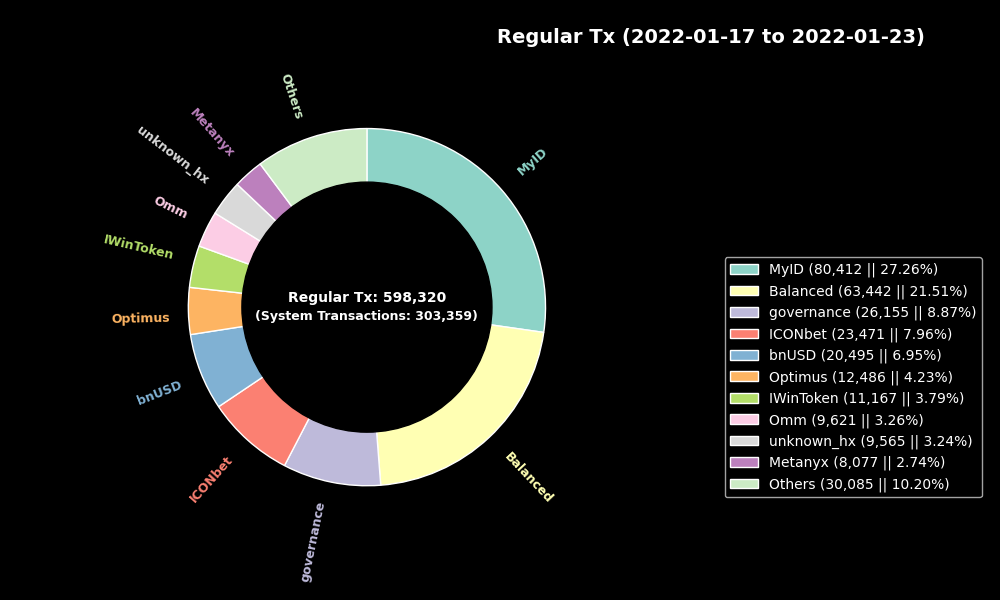 Regular Tx (2022-01-17 to 2022-01-23)
Others
Metanyx
unknown_hx
MyID
Omm
IWinToken
Optimus
bnUSD
ICONbet
governance
Balanced
Regular Tx: 598,320
(System Transactions: 303,359)
MyID (80,412 || 27.26%)
Balanced (63,442 || 21.51%)
governance (26,155 || 8.87%)
ICONbet (23,471 || 7.96%)
bnUSD (20,495 || 6.95%)
Optimus (12,486 || 4.23%)
IWinToken (11,167 || 3.79%)
Omm (9,621 || 3.26%)
unknown_hx (9,565 || 3.24%)
Metanyx (8,077 || 2.74%)
Others (30,085 || 10.20%)